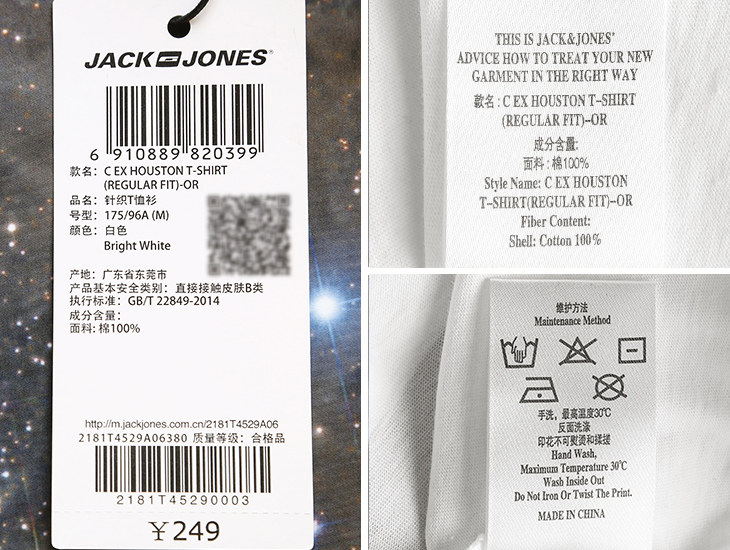 JACK JONES®
6 910889 820399
款名: C EX HOUSTON T-SHIRT
(REGULAR FIT)-OR
品名: 针织T恤衫
号型: 175/96A (M)
颜色: 白色
Bright White
产地: 广东省东莞市
产品基本安全类别: 直接接触皮肤B类
执行标准: GB/T 22849-2014
成分含量:
面料: 棉100%
http://m.jackjones.com.cn/2181T4529A06
2181T4529A06380 质量等级: 合格品
2181T45290003
¥249
THIS IS JACK&JONES'
ADVICE HOW TO TREAT YOUR NEW
GARMENT IN THE RIGHT WAY
款名: C EX HOUSTON T-SHIRT
(REGULAR FIT)-OR
成分含量:
面料: 棉100%
Style Name: C EX HOUSTON
T-SHIRT(REGULAR FIT)-OR
Fiber Content:
Shell: Cotton 100%
维护方法
Maintenance Method
手洗, 最高温度30℃
反面洗涤
印花不可熨烫和揉搓
Hand Wash,
Maximum Temperature 30℃
Wash Inside Out
Do Not Iron Or Twist The Print.
MADE IN CHINA